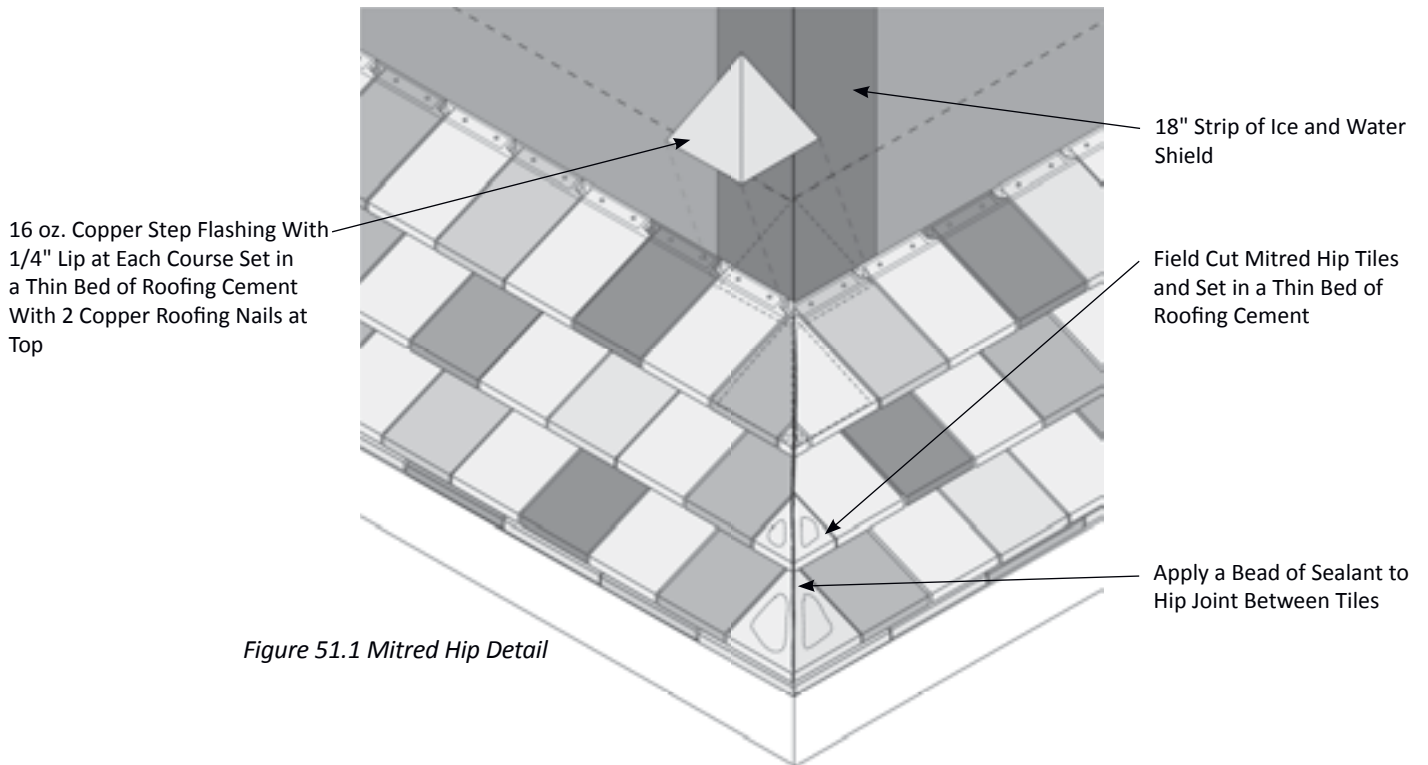 18" Strip of Ice and Water
Shield
16 oz. Copper Step Flashing With
1/4" Lip at Each Course Set in
a Thin Bed of Roofing Cement
With 2 Copper Roofing Nails at
Top
Field Cut Mitred Hip Tiles
and Set in a Thin Bed of
Roofing Cement
Apply a Bead of Sealant to
Hip Joint Between Tiles
Figure 51.1 Mitred Hip Detail